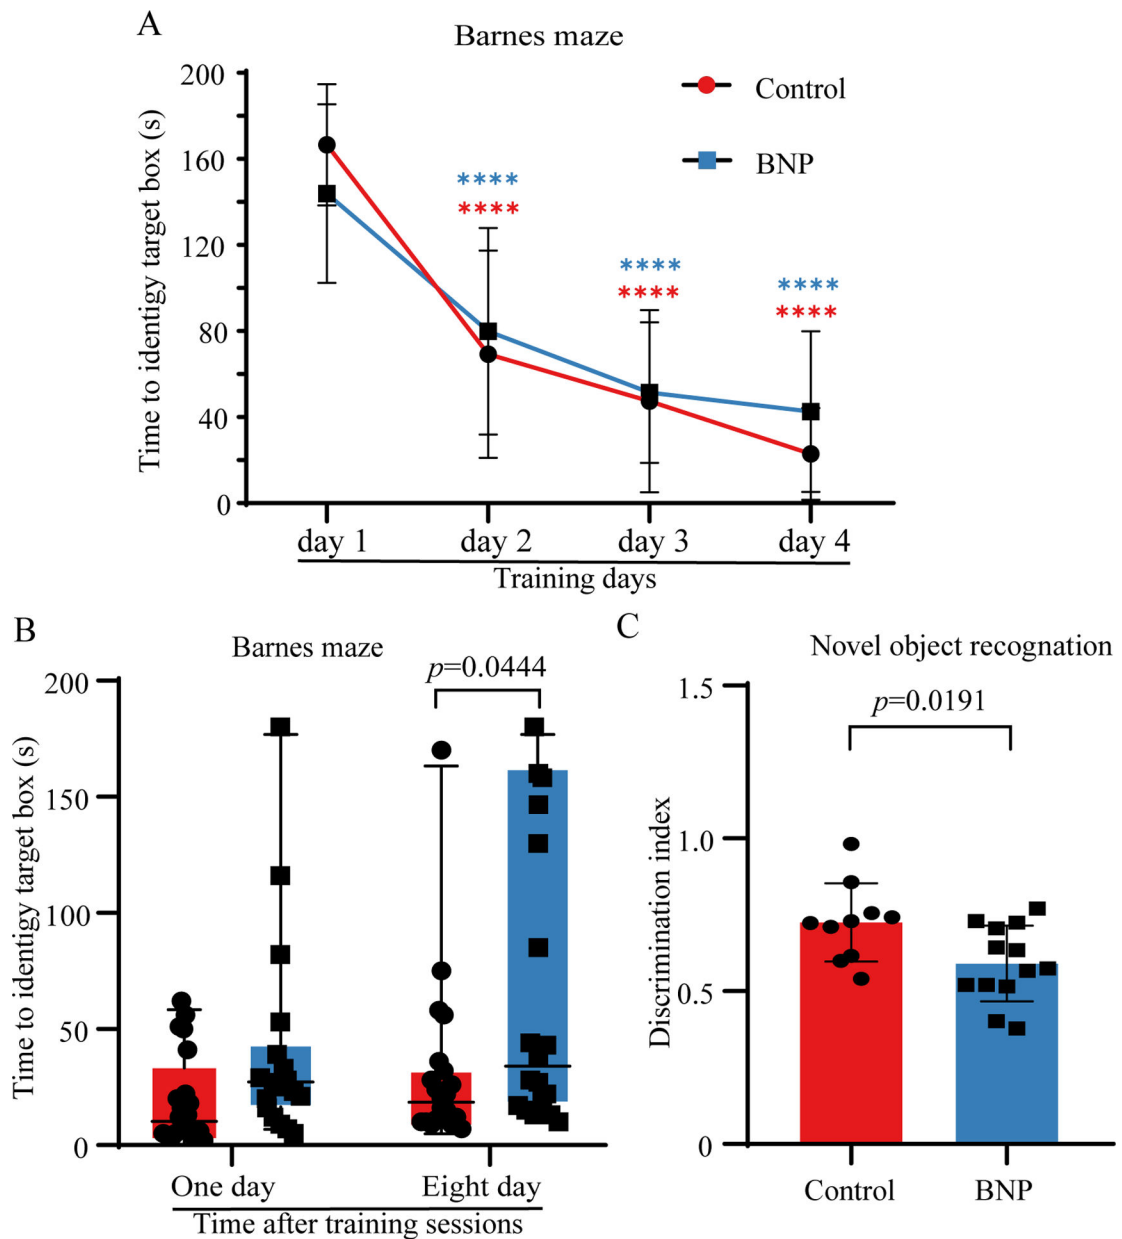 A
Barnes maze
Time to identigy target box (s)
200
160
120
80
40
0
Control
BNP
****
****
****
****
****
****
day 1 day 2 day 3 day 4
Training days
B
Barnes maze
Time to identigy target box (s)
200
150
100
50
0
p=0.0444
One day Eight day
Time after training sessions
C
Novel object recognation
Discrimination index
1.5
1.0
0.5
0
p=0.0191
Control BNP